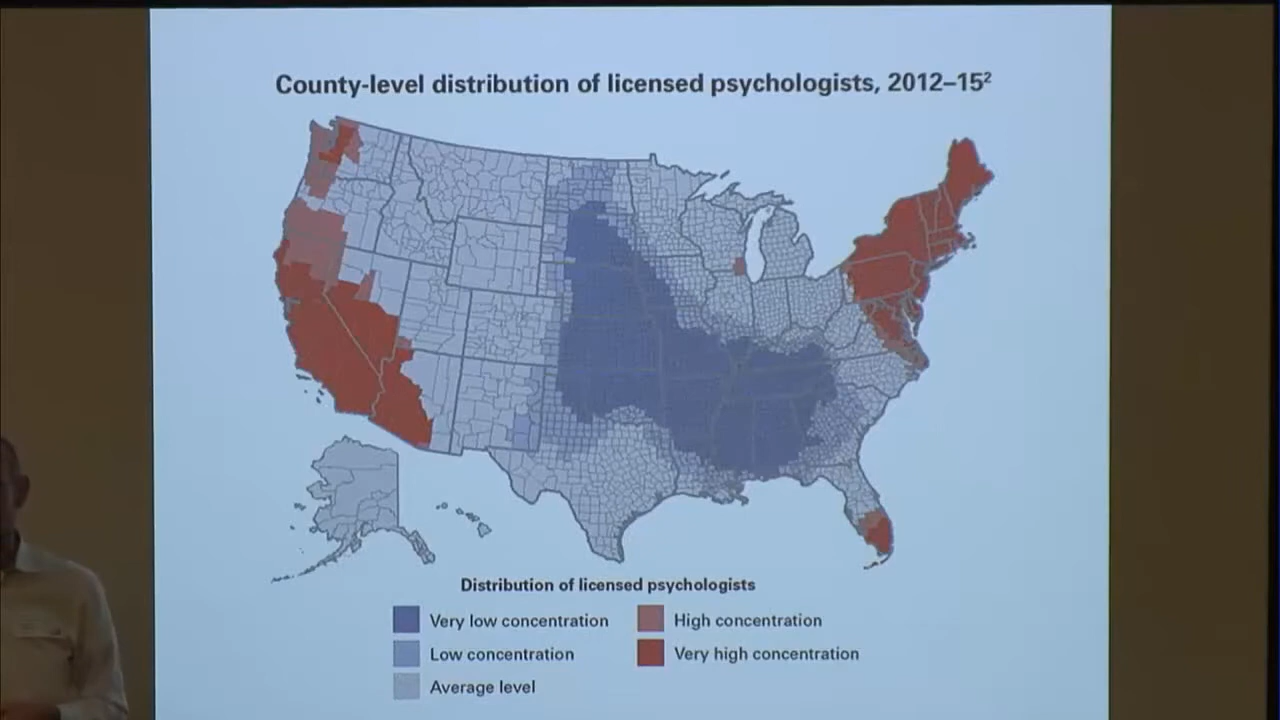 County-level distribution of licensed psychologists, 2012–15²
Distribution of licensed psychologists
Very low concentration
High concentration
Low concentration
Very high concentration
Average level